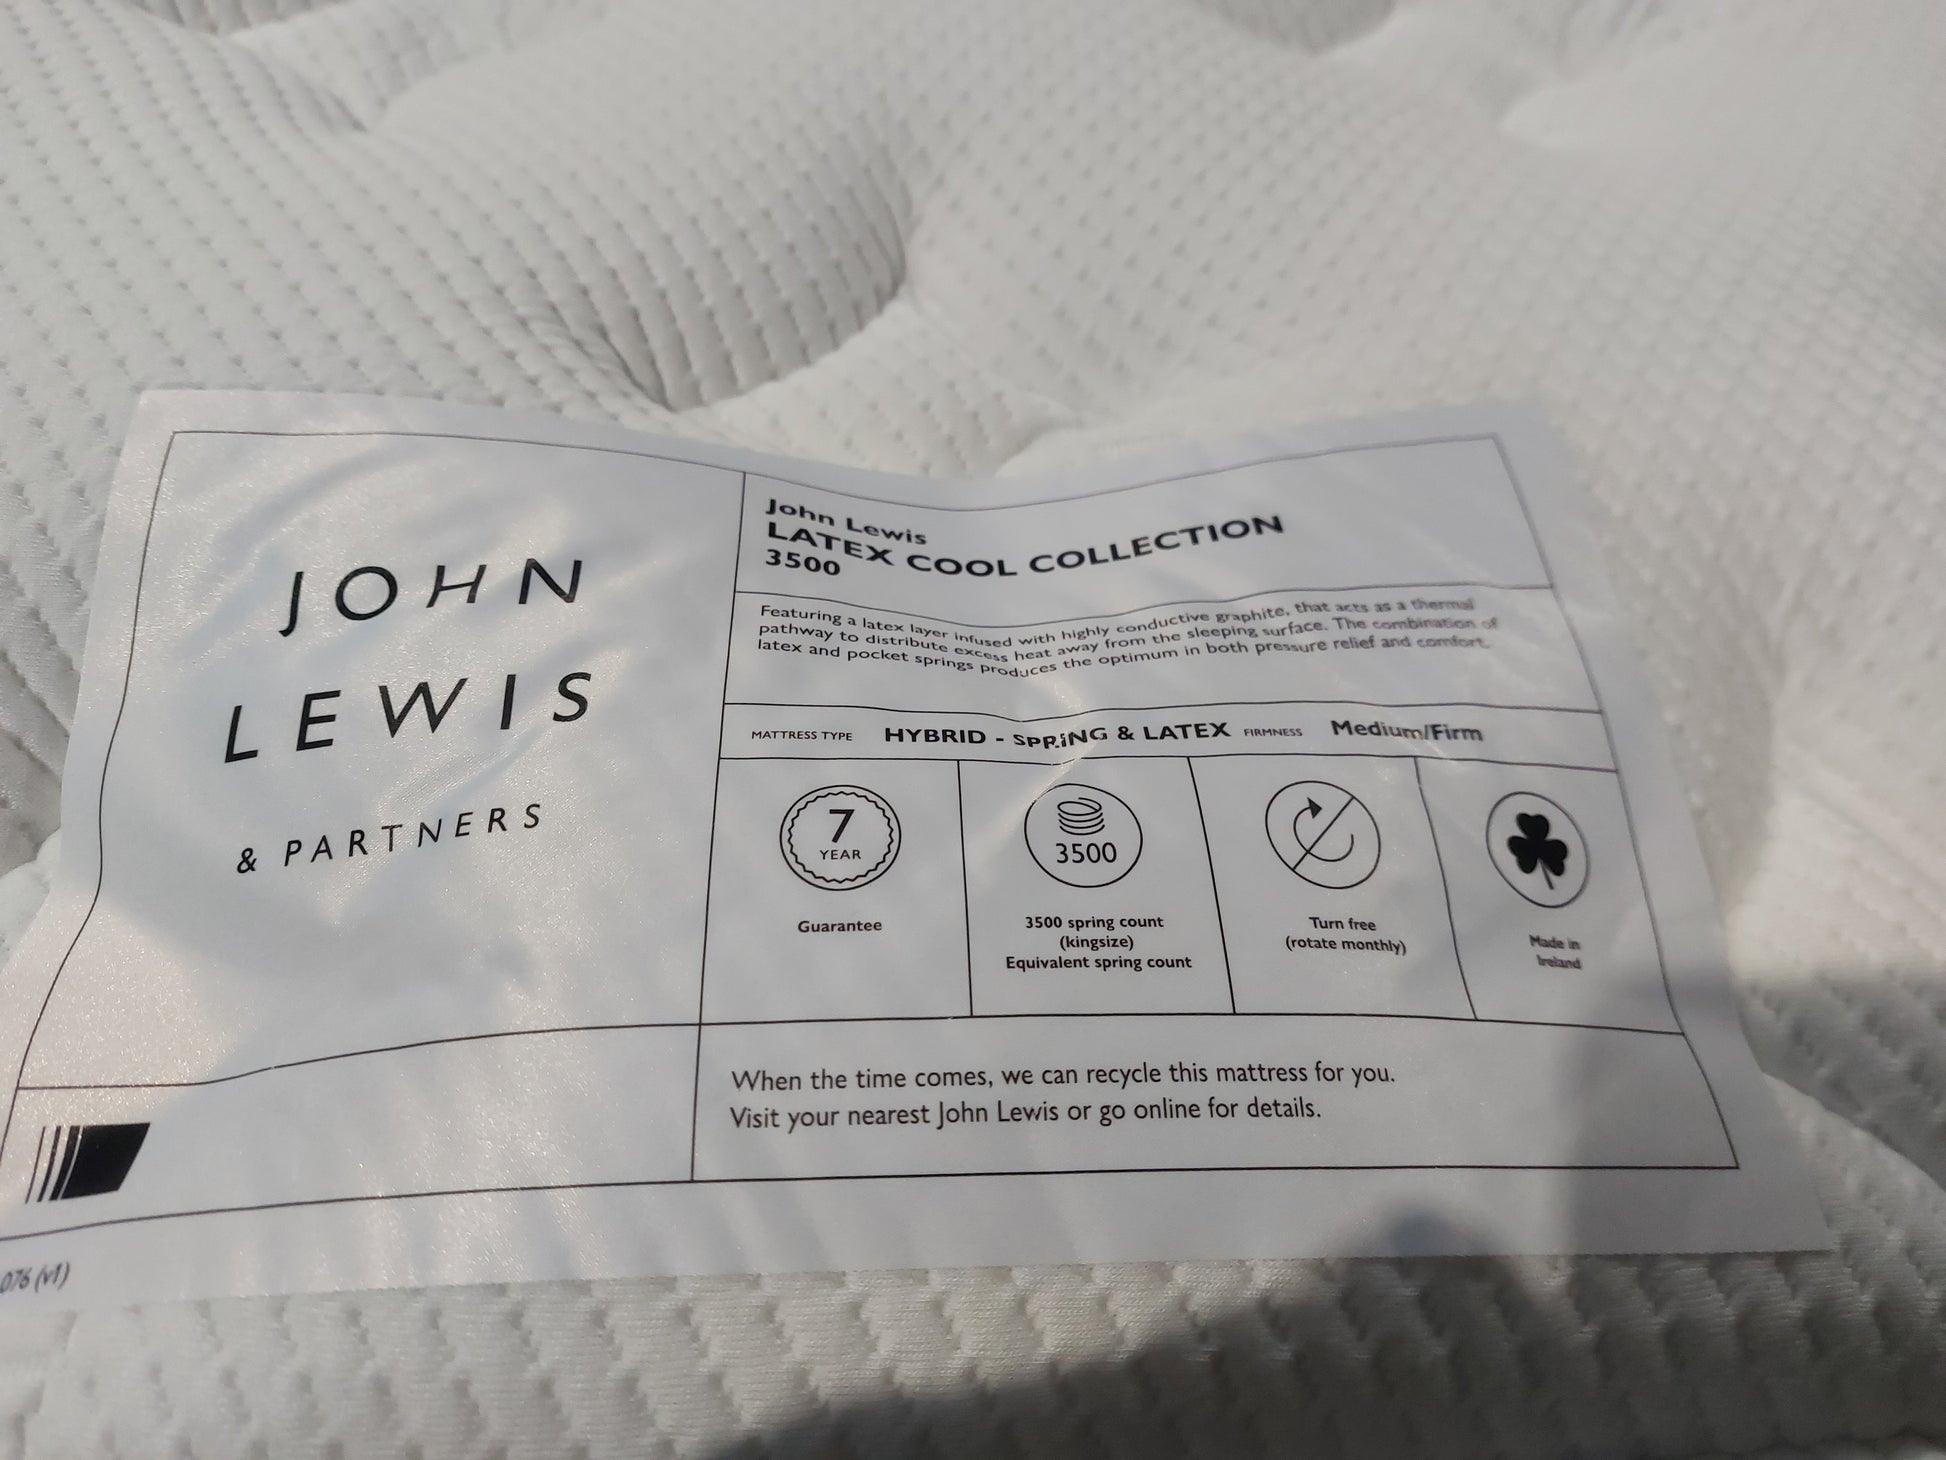 JOHN
LEWIS
& PARTNERS
John Lewis
LATEX COOL COLLECTION
3500
Featuring a latex layer infused with highly conductive graphite, that acts as a thermal
pathway to distribute excess heat away from the sleeping surface. The combination of
latex and pocket springs produces the optimum in both pressure relief and comfort.
MATTRESS TYPE HYBRID - SPRING & LATEX FIRMNESS Medium/Firm
7
YEAR
Guarantee
3500
3500 spring count
(kingsize)
Equivalent spring count
Turn free
(rotate monthly)
Made in
Ireland
When the time comes, we can recycle this mattress for you.
Visit your nearest John Lewis or go online for details.
076 (v1)